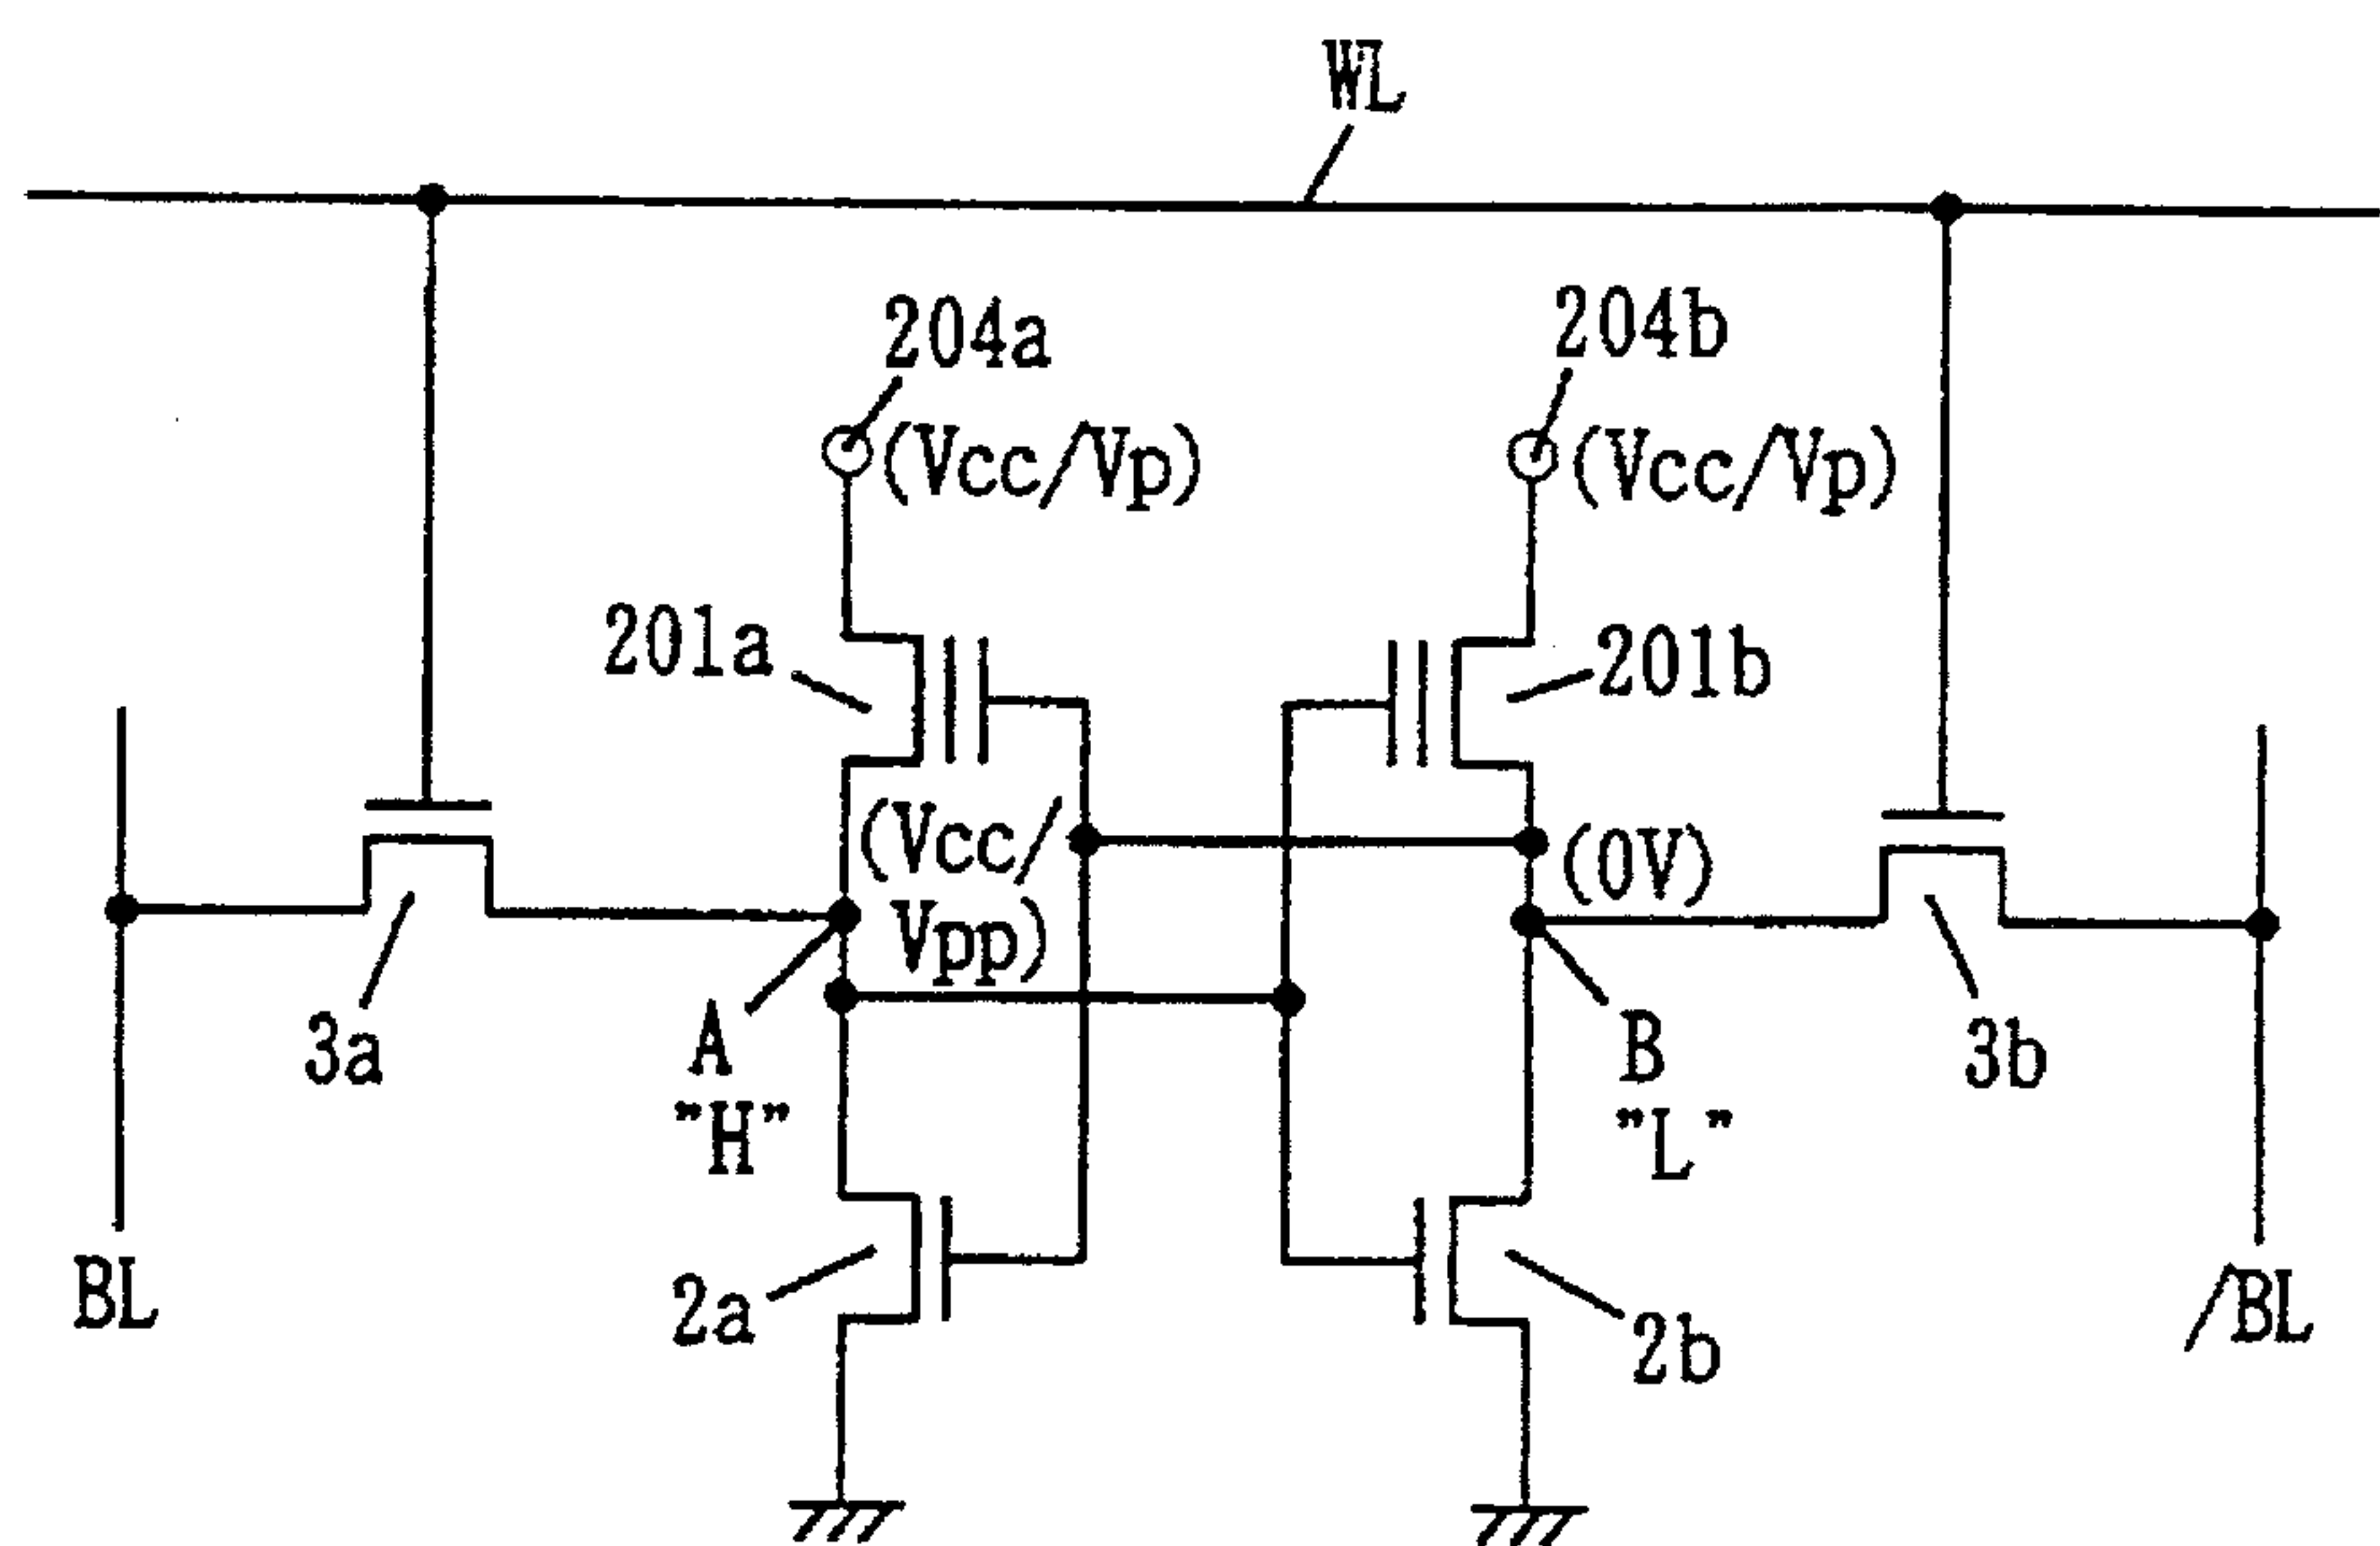 WL
204a
204b
(Vcc/Vp)
(Vcc/Vp)
201a
201b
(Vcc/
Vpp)
(0V)
3a
A
"H"
B
"L"
3b
BL
2a
2b
/BL